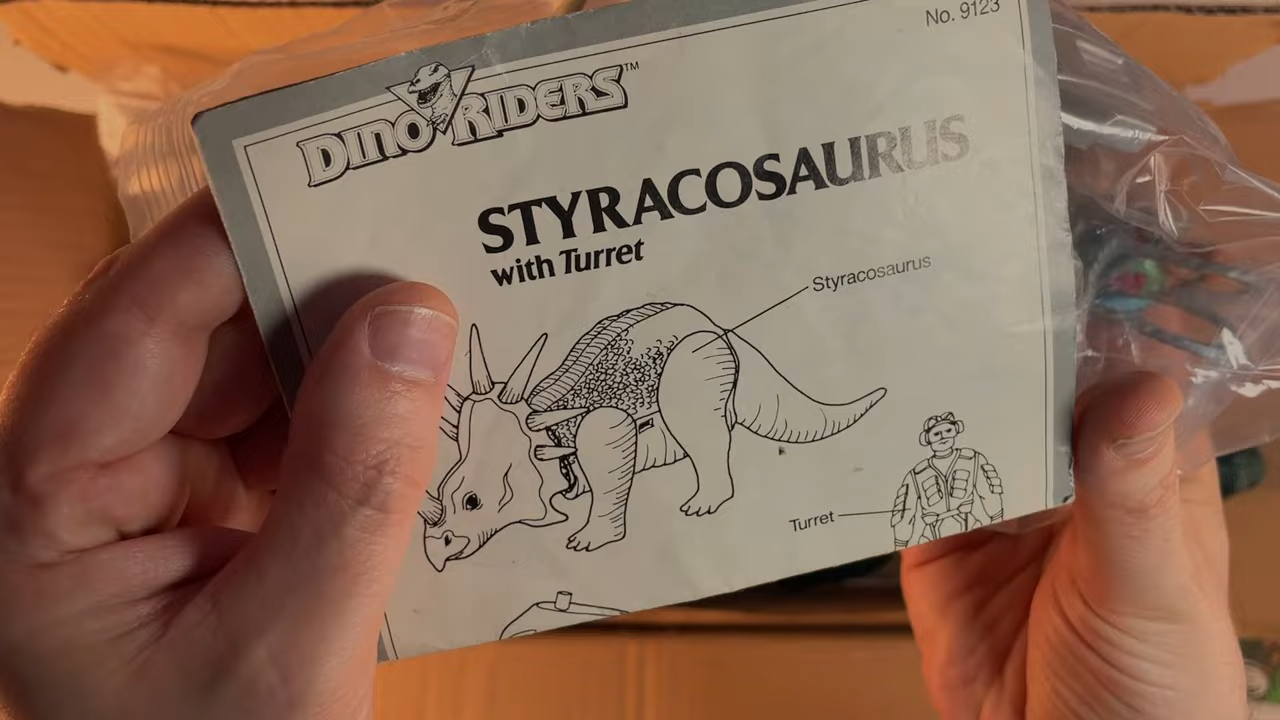 No. 9123
DINO RIDERS™
STYRACOSAURUS
with Turret
Styracosaurus
Turret